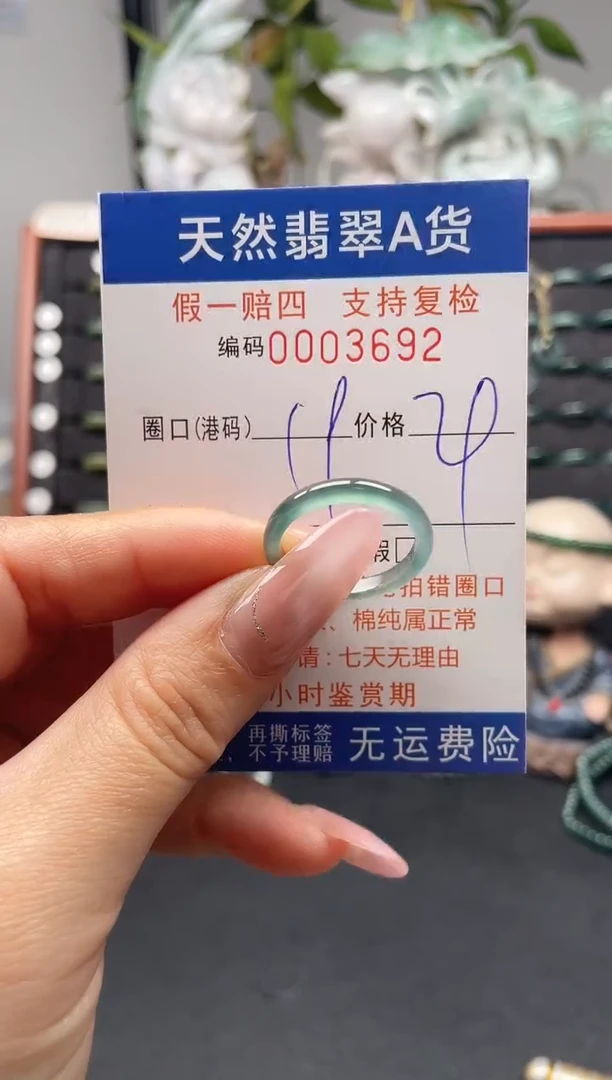 天然翡翠A货
假一赔四 支持复检
编码0003692
圈口(港码) 价格
假
拍错圈口
、棉纯属正常
请:七天无理由
小时鉴赏期
再撕标签
,不予理赔
无运费险